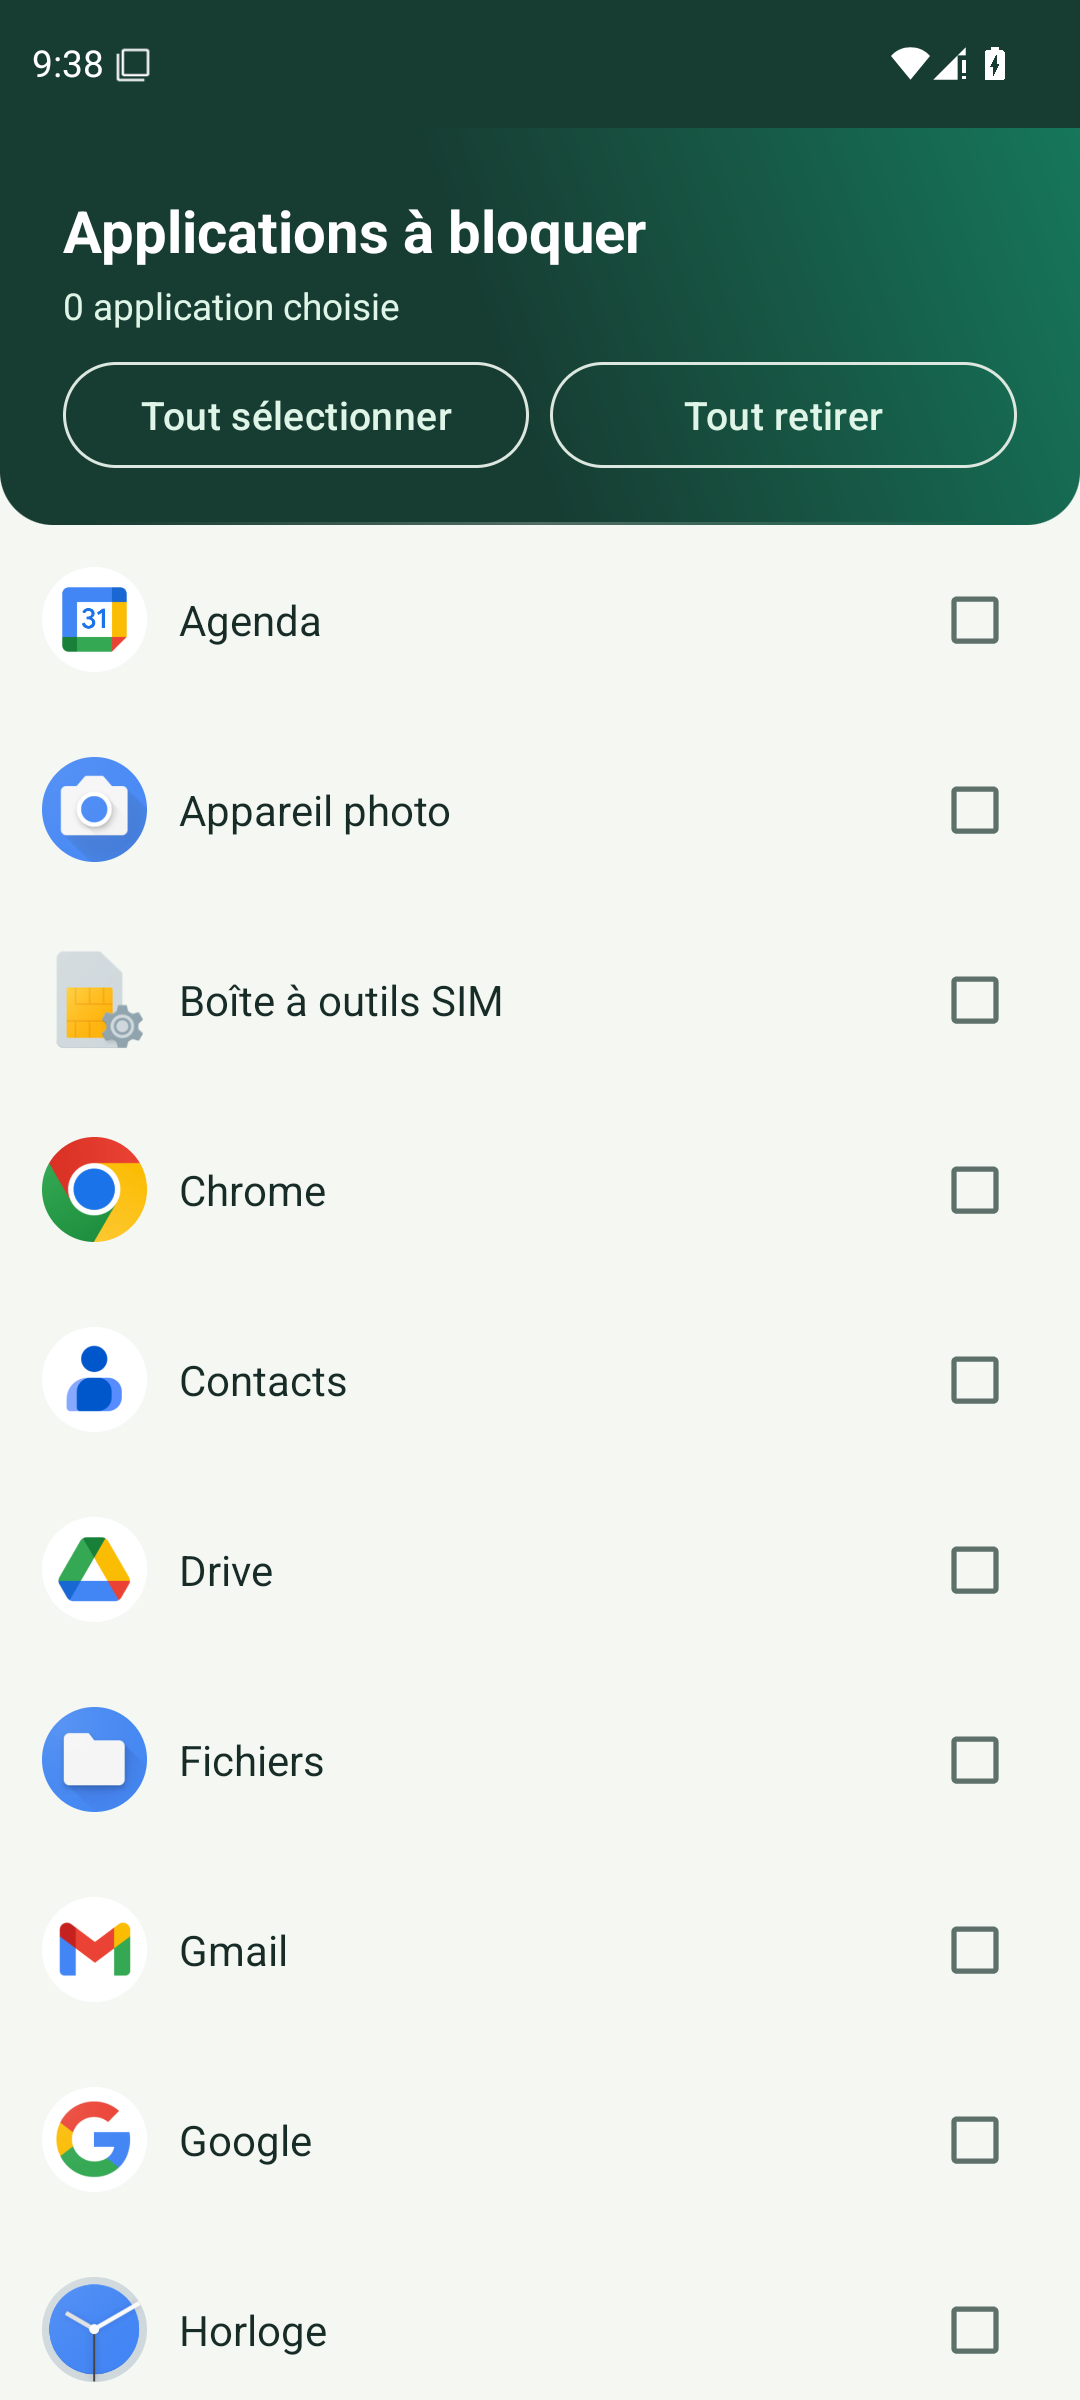 9:38
Applications à bloquer
0 application choisie
Tout sélectionner
Tout retirer
31
Agenda
Appareil photo
Boîte à outils SIM
Chrome
Contacts
Drive
Fichiers
Gmail
Google
Horloge